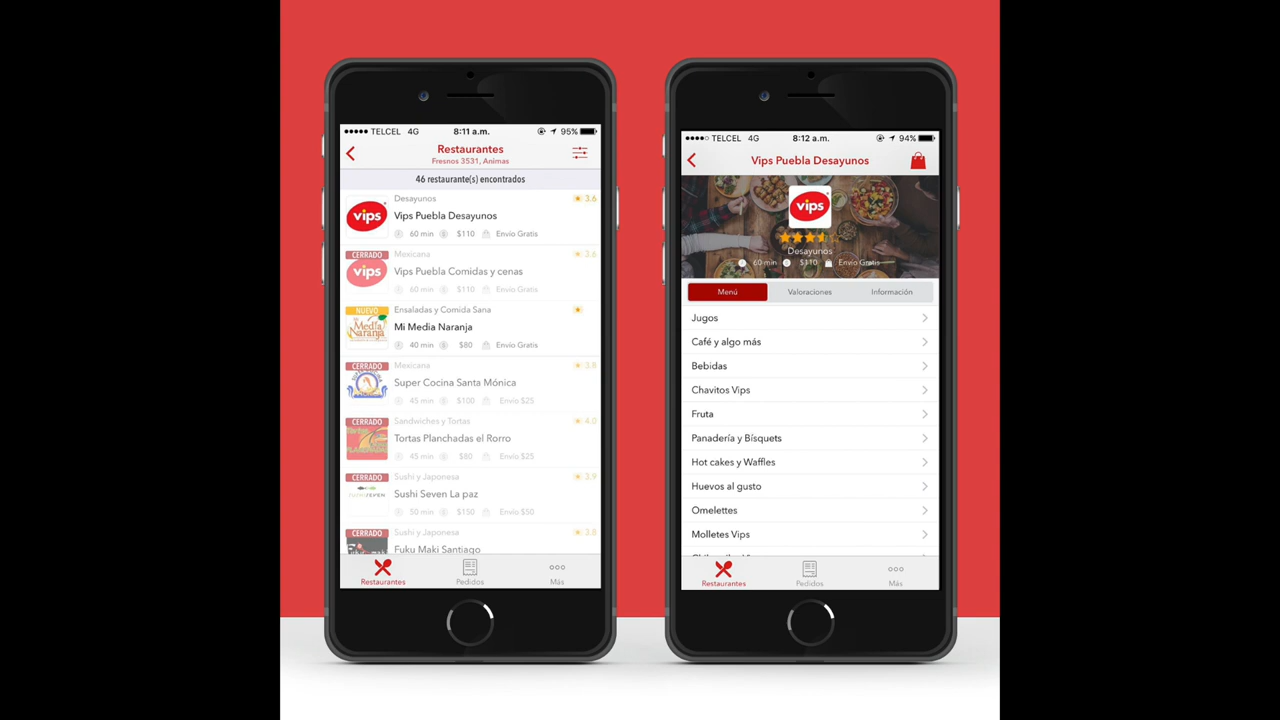 TELCEL 4G 8:11 a.m. 95%
Restaurantes
Fresnos 3531, Animas
46 restaurante(s) encontrados
vips
Desayunos 3.6
Vips Puebla Desayunos
60 min $110 Envío Gratis
CERRADO
vips
Mexicana 3.6
Vips Puebla Comidas y cenas
60 min $110 Envío Gratis
NUEVO
Media Naranja
Ensaladas y Comida Sana
Mi Media Naranja
40 min $80 Envío Gratis
CERRADO
Mexicana 3.8
Super Cocina Santa Mónica
45 min $100 Envío $25
CERRADO
Sandwiches y Tortas 4.0
Tortas Planchadas el Rorro
45 min $80 Envío $25
CERRADO
SUSHI SEVEN
Sushi y Japonesa 3.9
Sushi Seven La paz
50 min $150 Envío $50
CERRADO
Sushi y Japonesa 3.8
Fuku Maki Santiago
Restaurantes Pedidos Más
TELCEL 4G 8:12 a.m. 94%
Vips Puebla Desayunos
vips
Desayunos
60 min $110 Envío Gratis
Menú Valoraciones Información
Jugos
Café y algo más
Bebidas
Chavitos Vips
Fruta
Panadería y Bísquets
Hot cakes y Waffles
Huevos al gusto
Omelettes
Molletes Vips
Restaurantes Pedidos Más